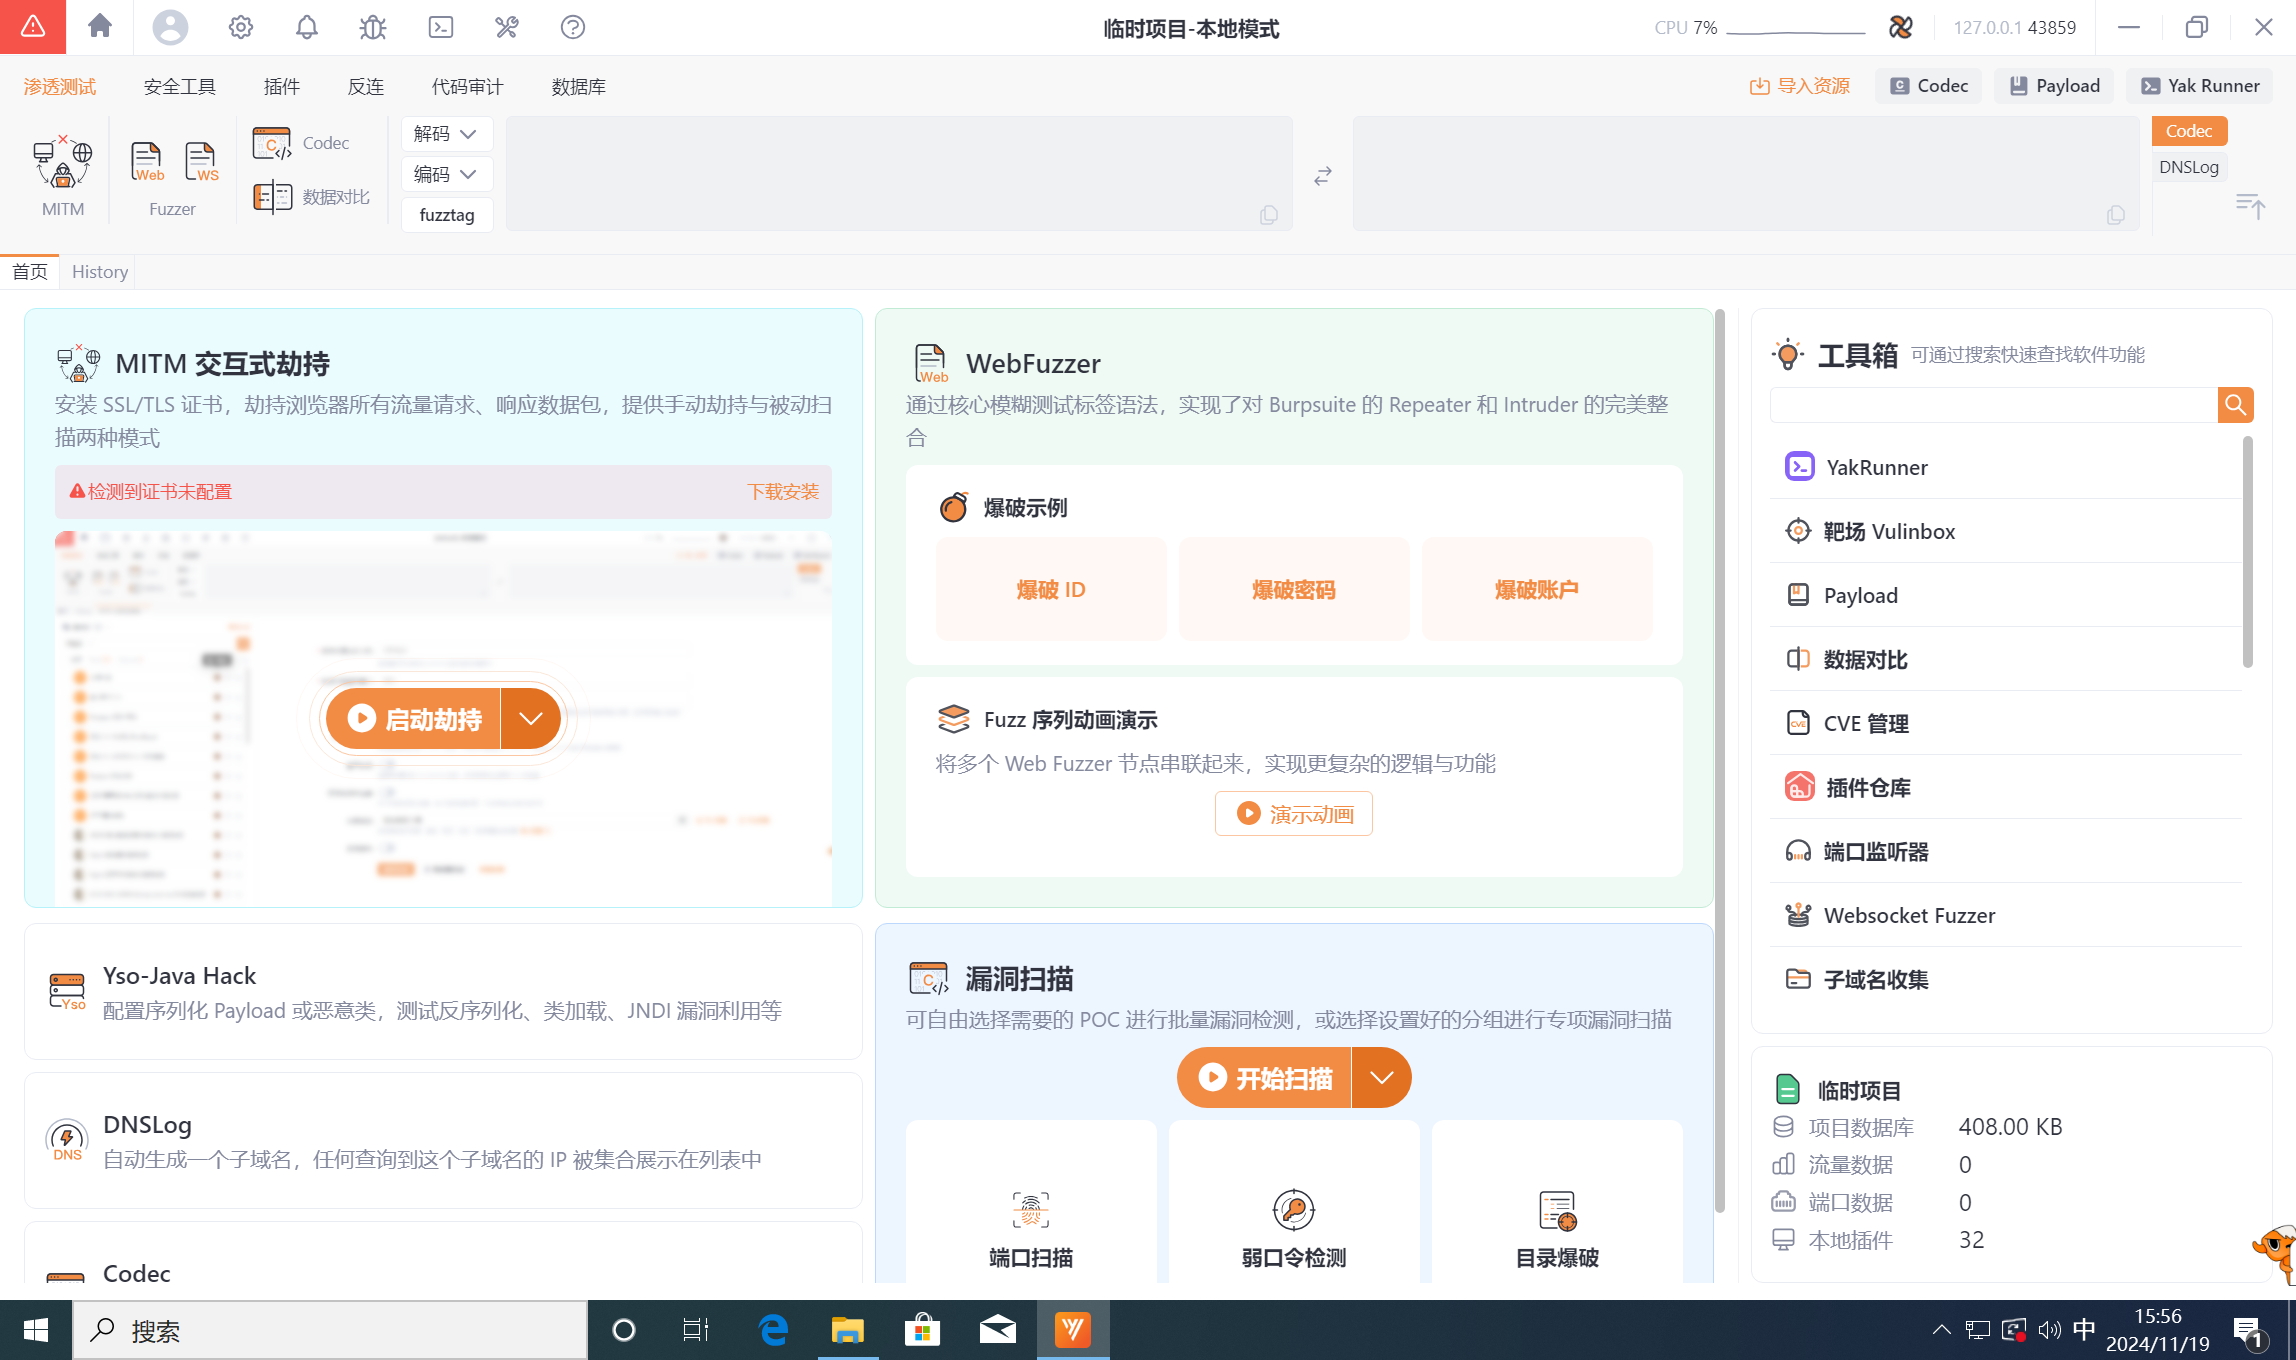 临时项目-本地模式
CPU 7%
127.0.0.1 43859
渗透测试
安全工具
插件
反连
代码审计
数据库
导入资源
Codec
Payload
Yak Runner
MITM
Web
WS
Fuzzer
Codec
数据对比
解码
编码
fuzztag
Codec
DNSLog
首页
History
MITM 交互式劫持
安装 SSL/TLS 证书，劫持浏览器所有流量请求、响应数据包，提供手动劫持与被动扫
描两种模式
检测到证书未配置
下载安装
启动劫持
Web
WebFuzzer
通过核心模糊测试标签语法，实现了对 Burpsuite 的 Repeater 和 Intruder 的完美整
合
爆破示例
爆破 ID
爆破密码
爆破账户
Fuzz 序列动画演示
将多个 Web Fuzzer 节点串联起来，实现更复杂的逻辑与功能
演示动画
工具箱
可通过搜索快速查找软件功能
YakRunner
靶场 Vulinbox
Payload
数据对比
CVE 管理
插件仓库
端口监听器
Websocket Fuzzer
子域名收集
Yso
Yso-Java Hack
配置序列化 Payload 或恶意类，测试反序列化、类加载、JNDI 漏洞利用等
DNS
DNSLog
自动生成一个子域名，任何查询到这个子域名的 IP 被集合展示在列表中
Codec
漏洞扫描
可自由选择需要的 POC 进行批量漏洞检测，或选择设置好的分组进行专项漏洞扫描
开始扫描
端口扫描
弱口令检测
目录爆破
临时项目
项目数据库 408.00 KB
流量数据 0
端口数据 0
本地插件 32
搜索
中
15:56
2024/11/19
1